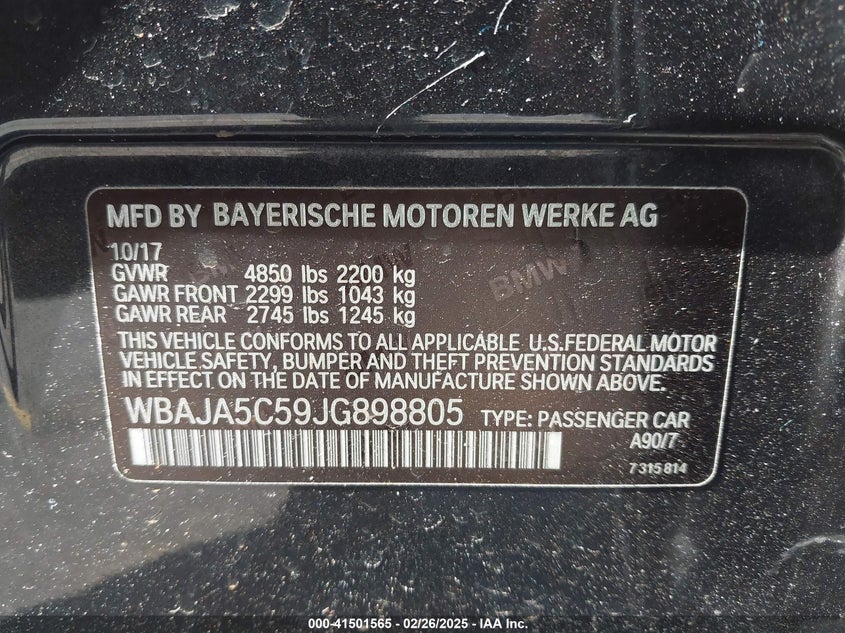 MFD BY BAYERISCHE MOTOREN WERKE AG
10/17
GVWR 4850 lbs 2200 kg
GAWR FRONT 2299 lbs 1043 kg
GAWR REAR 2745 lbs 1245 kg
THIS VEHICLE CONFORMS TO ALL APPLICABLE U.S.FEDERAL MOTOR
VEHICLE SAFETY, BUMPER AND THEFT PREVENTION STANDARDS
IN EFFECT ON THE DATE OF MANUFACTURE SHOWN ABOVE.
WBAJA5C59JG898805 TYPE: PASSENGER CAR
A90/7
7315814
BMW
000-41501565 - 02/26/2025 - IAA Inc.